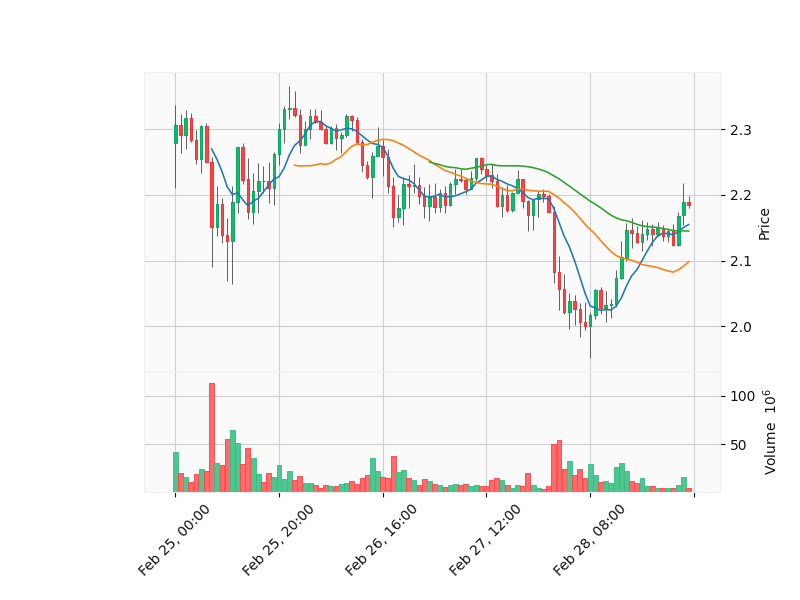 2.3
2.2
2.1
2.0
Price
100
50
Volume 10^6
Feb 25, 00:00
Feb 25, 20:00
Feb 26, 16:00
Feb 27, 12:00
Feb 28, 08:00